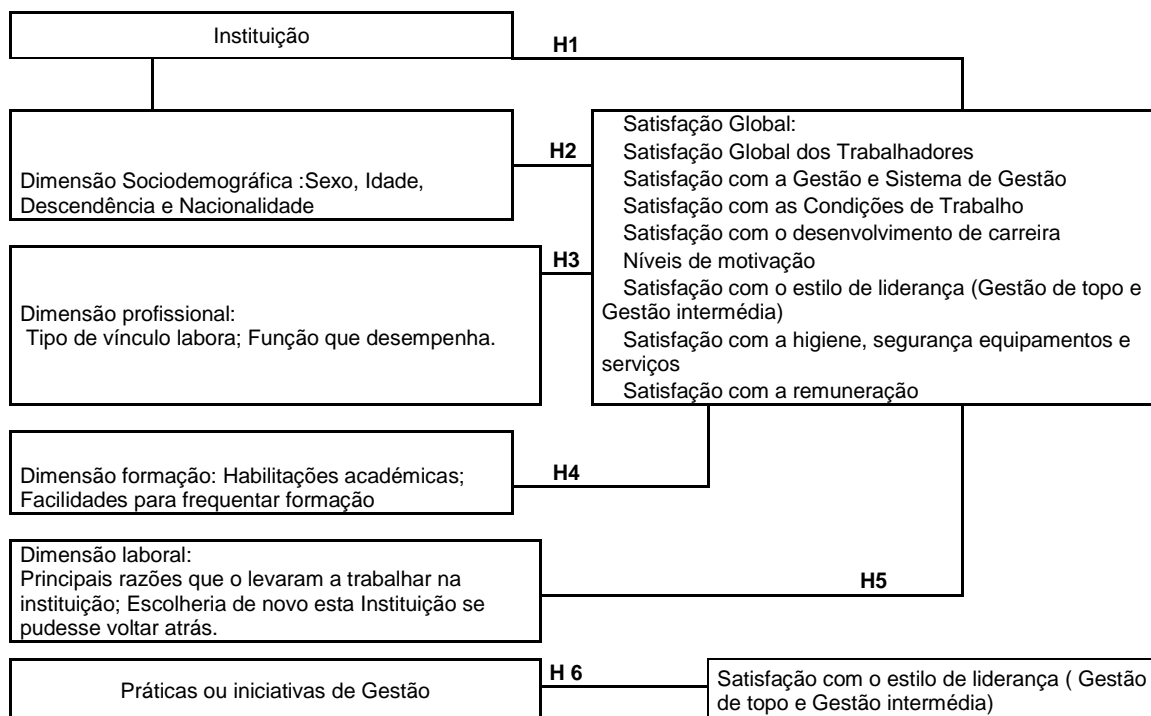 Instituição
H1
Dimensão Sociodemográfica :Sexo, Idade,
Descendência e Nacionalidade
H2
Satisfação Global:
Satisfação Global dos Trabalhadores
Satisfação com a Gestão e Sistema de Gestão
Satisfação com as Condições de Trabalho
Satisfação com o desenvolvimento de carreira
Níveis de motivação
Satisfação com o estilo de liderança (Gestão de topo e
Gestão intermédia)
Satisfação com a higiene, segurança equipamentos e
serviços
Satisfação com a remuneração
H3
Dimensão profissional:
Tipo de vínculo labora; Função que desempenha.
Dimensão formação: Habilitações académicas;
Facilidades para frequentar formação
H4
Dimensão laboral:
Principais razões que o levaram a trabalhar na
instituição; Escolheria de novo esta Instituição se
pudesse voltar atrás.
H5
Práticas ou iniciativas de Gestão
H 6
Satisfação com o estilo de liderança ( Gestão
de topo e Gestão intermédia)